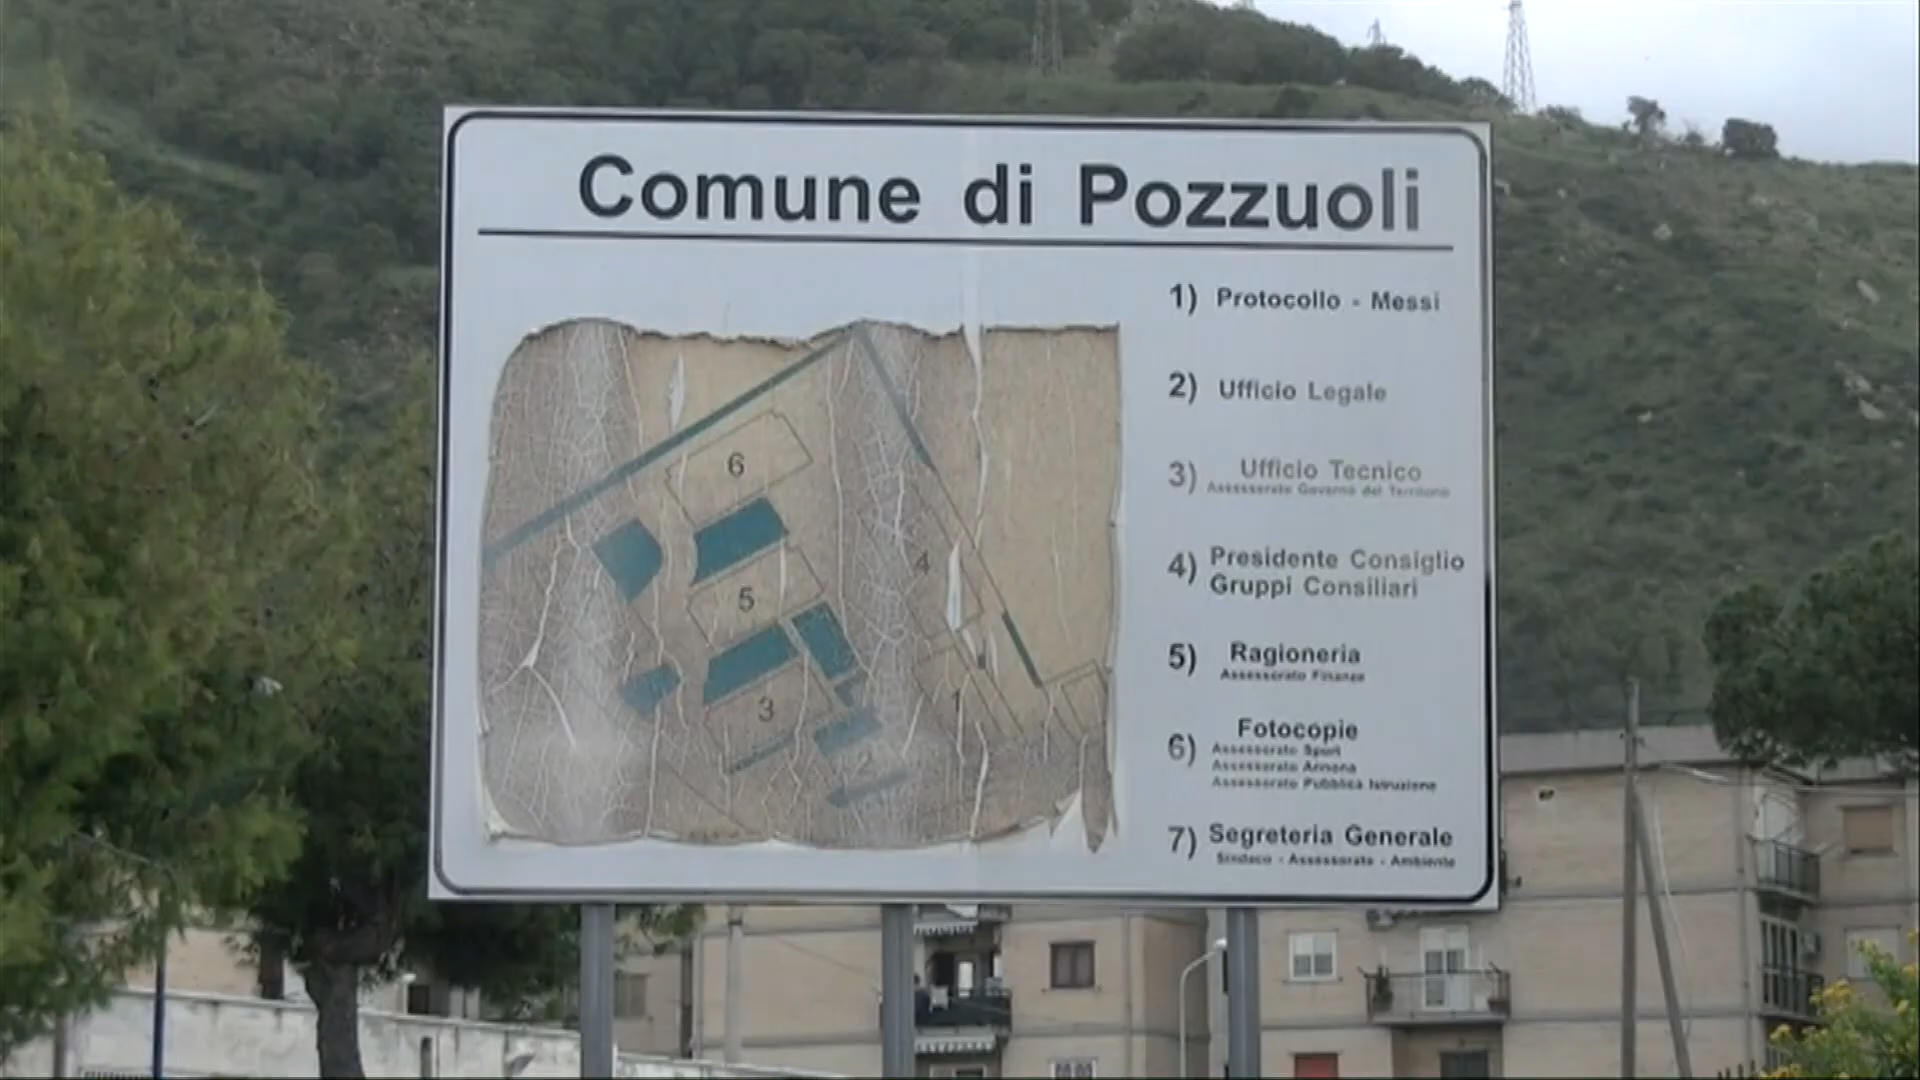 Comune di Pozzuoli
1) Protocollo - Messi
2) Ufficio Legale
3) Ufficio Tecnico
Assessorato Governo del Territorio
4) Presidente Consiglio
Gruppi Consiliari
5) Ragioneria
Assessorato Finanze
6) Fotocopie
Assessorato Sport
Assessorato Annona
Assessorato Pubblica Istruzione
7) Segreteria Generale
Sindaco - Assessorato - Ambiente
6
5
4
3
1
2